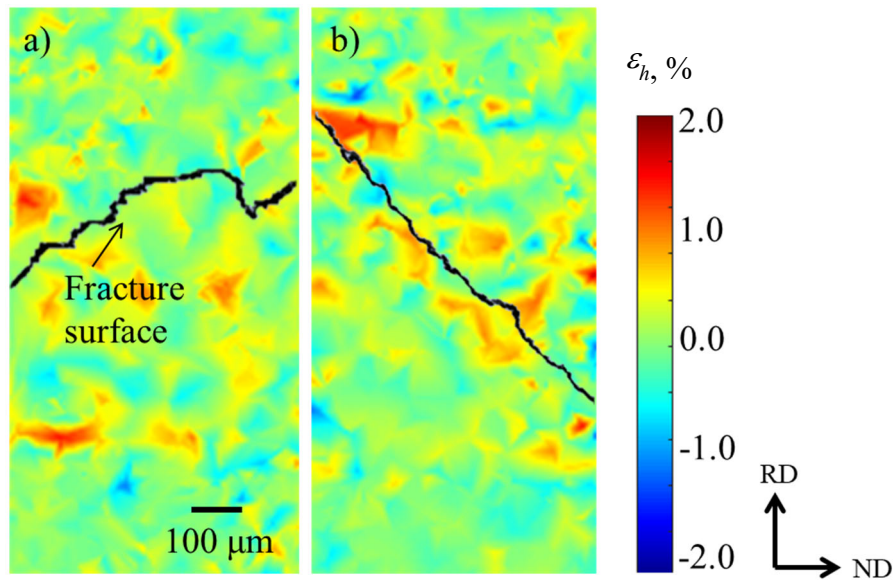 a)
b)
Fracture
surface
100 μm
εh, %
2.0
1.0
0.0
-1.0
-2.0
RD
ND